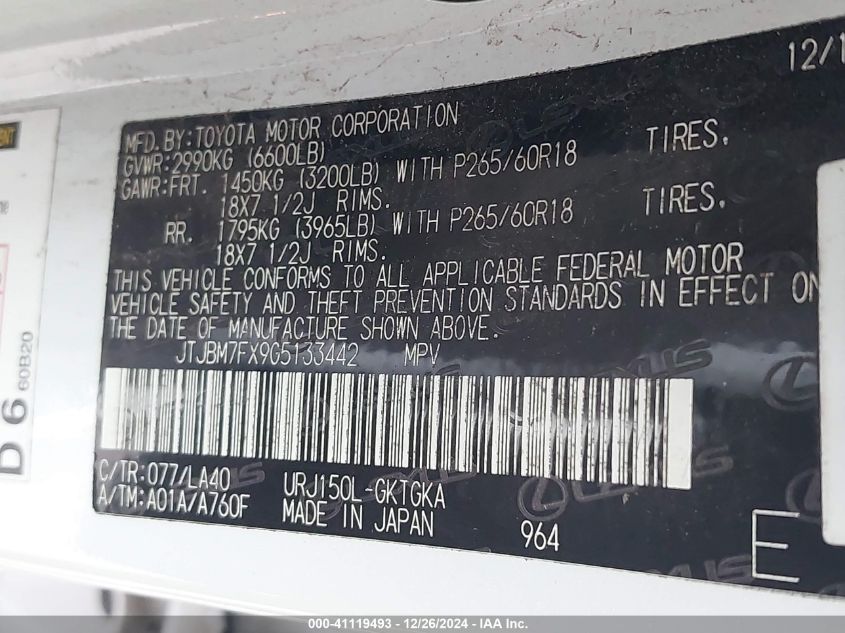 12/1
MFD. BY: TOYOTA MOTOR CORPORATION
GVWR: 2990KG (6600LB)
GAWR: FRT. 1450KG (3200LB) WITH P265/60R18 TIRES.
18X7 1/2J RIMS.
RR. 1795KG (3965LB) WITH P265/60R18 TIRES.
18X7 1/2J RIMS.
THIS VEHICLE CONFORMS TO ALL APPLICABLE FEDERAL MOTOR
VEHICLE SAFETY AND THEFT PREVENTION STANDARDS IN EFFECT ON
THE DATE OF MANUFACTURE SHOWN ABOVE.
JTJBM7FX9G5133442 MPV
C/TR: 077/LA40 URJ150L-GKTGKA
A/TM: A01A/A760F MADE IN JAPAN
964
E
D 6 60B20
LEXUS
000-41119493 - 12/26/2024 - IAA Inc.